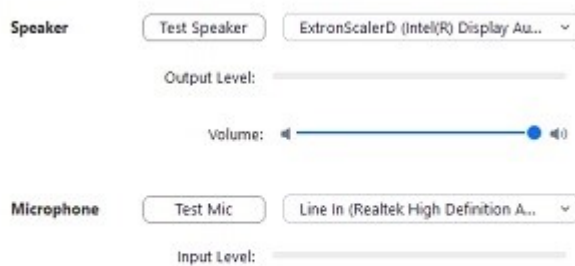 Speaker Test Speaker ExtronScalerD (Intel(R) Display Au...
Output Level:
Volume:
Microphone Test Mic Line In (Realtek High Definition A...
Input Level: